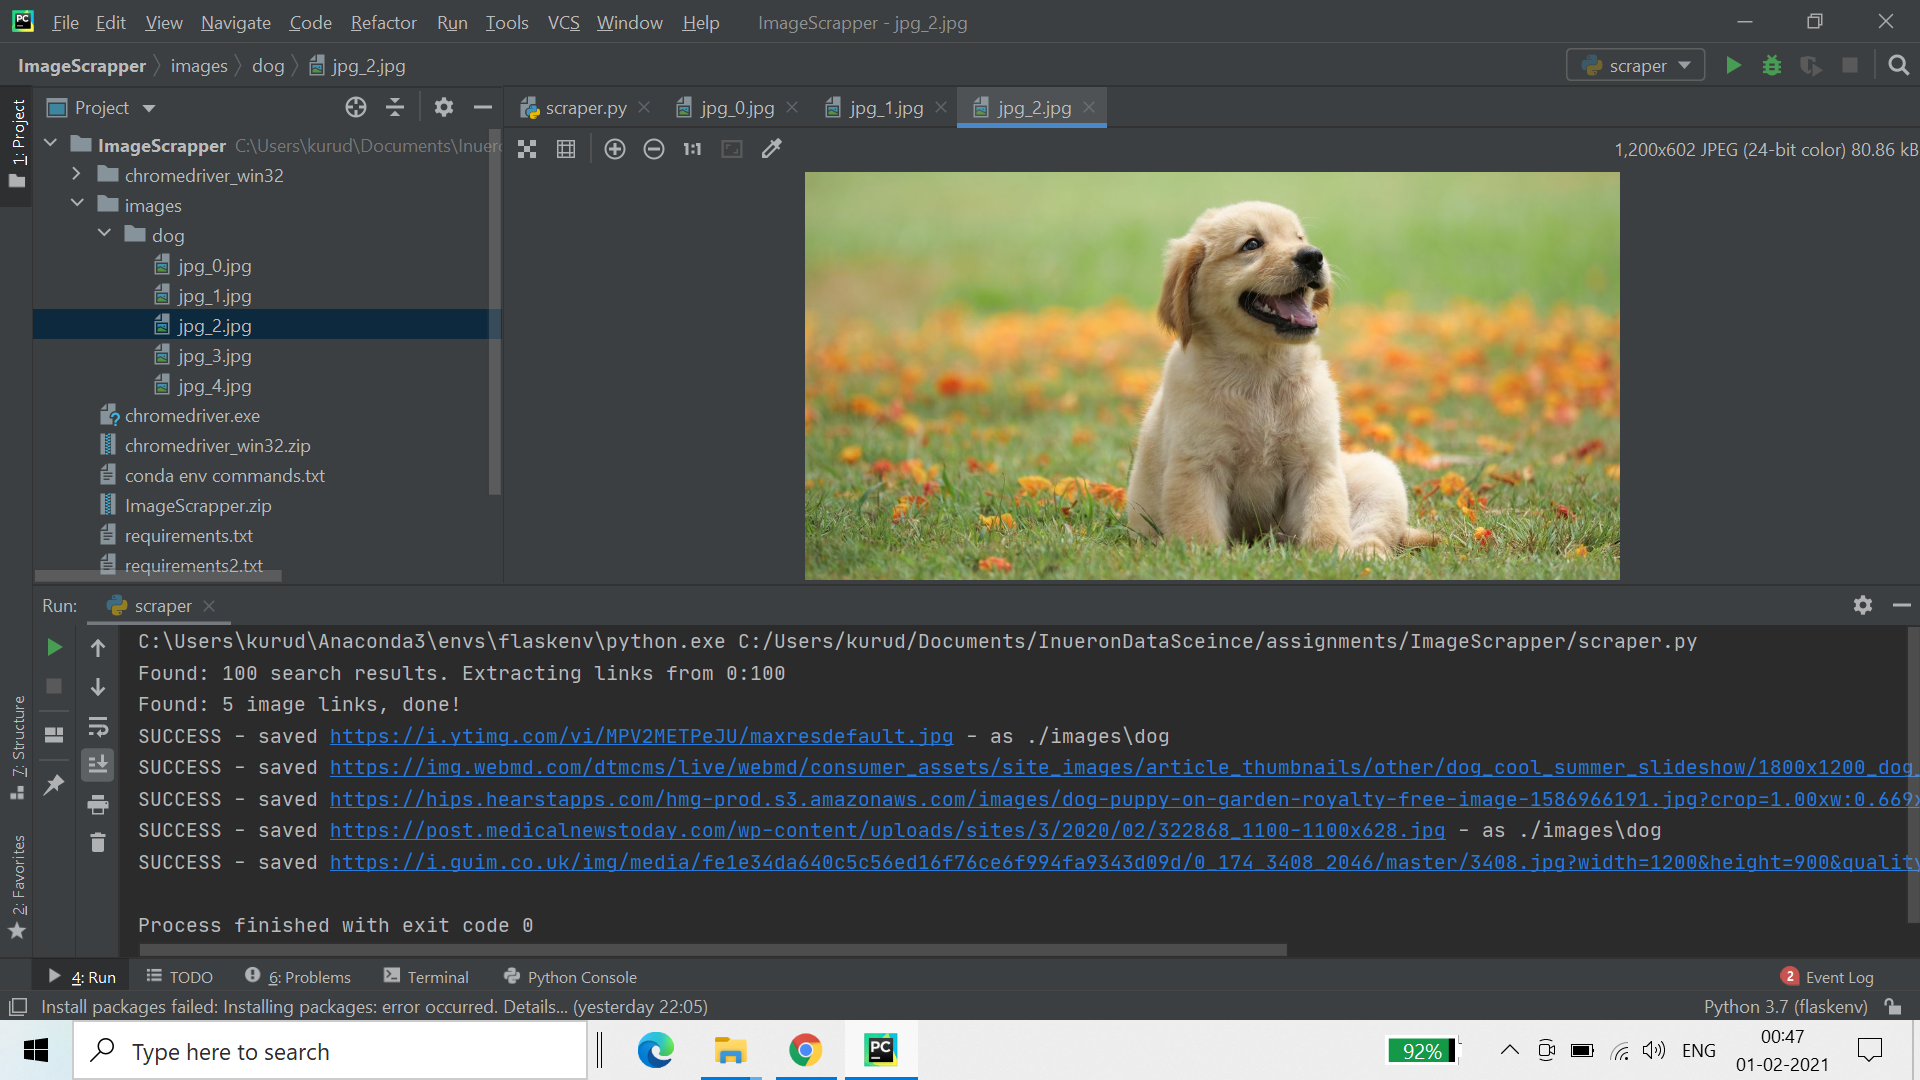 PC File Edit View Navigate Code Refactor Run Tools VCS Window Help ImageScrapper - jpg_2.jpg
ImageScrapper images dog jpg_2.jpg scraper
1: Project
Project
scraper.py jpg_0.jpg jpg_1.jpg jpg_2.jpg
ImageScrapper C:\Users\kurud\Documents\Inuer
1:1 1,200x602 JPEG (24-bit color) 80.86 kB
chromedriver_win32
images
dog
jpg_0.jpg
jpg_1.jpg
jpg_2.jpg
jpg_3.jpg
jpg_4.jpg
chromedriver.exe
chromedriver_win32.zip
conda env commands.txt
ImageScrapper.zip
requirements.txt
requirements2.txt
Run: scraper
C:\Users\kurud\Anaconda3\envs\flaskenv\python.exe C:/Users/kurud/Documents/InueronDataSceince/assignments/ImageScrapper/scraper.py
Found: 100 search results. Extracting links from 0:100
Found: 5 image links, done!
SUCCESS - saved https://i.ytimg.com/vi/MPV2METPeJU/maxresdefault.jpg - as ./images\dog
SUCCESS - saved https://img.webmd.com/dtmcms/live/webmd/consumer_assets/site_images/article_thumbnails/other/dog_cool_summer_slideshow/1800x1200_dog_
SUCCESS - saved https://hips.hearstapps.com/hmg-prod.s3.amazonaws.com/images/dog-puppy-on-garden-royalty-free-image-1586966191.jpg?crop=1.00xw:0.669x
SUCCESS - saved https://post.medicalnewstoday.com/wp-content/uploads/sites/3/2020/02/322868_1100-1100x628.jpg - as ./images\dog
SUCCESS - saved https://i.guim.co.uk/img/media/fe1e34da640c5c56ed16f76ce6f994fa9343d09d/0_174_3408_2046/master/3408.jpg?width=1200&height=900&quality
Process finished with exit code 0
7: Structure
2: Favorites
4: Run TODO 6: Problems Terminal Python Console 2 Event Log
Install packages failed: Installing packages: error occurred. Details... (yesterday 22:05) Python 3.7 (flaskenv)
Type here to search PC 92% ENG 00:47
01-02-2021